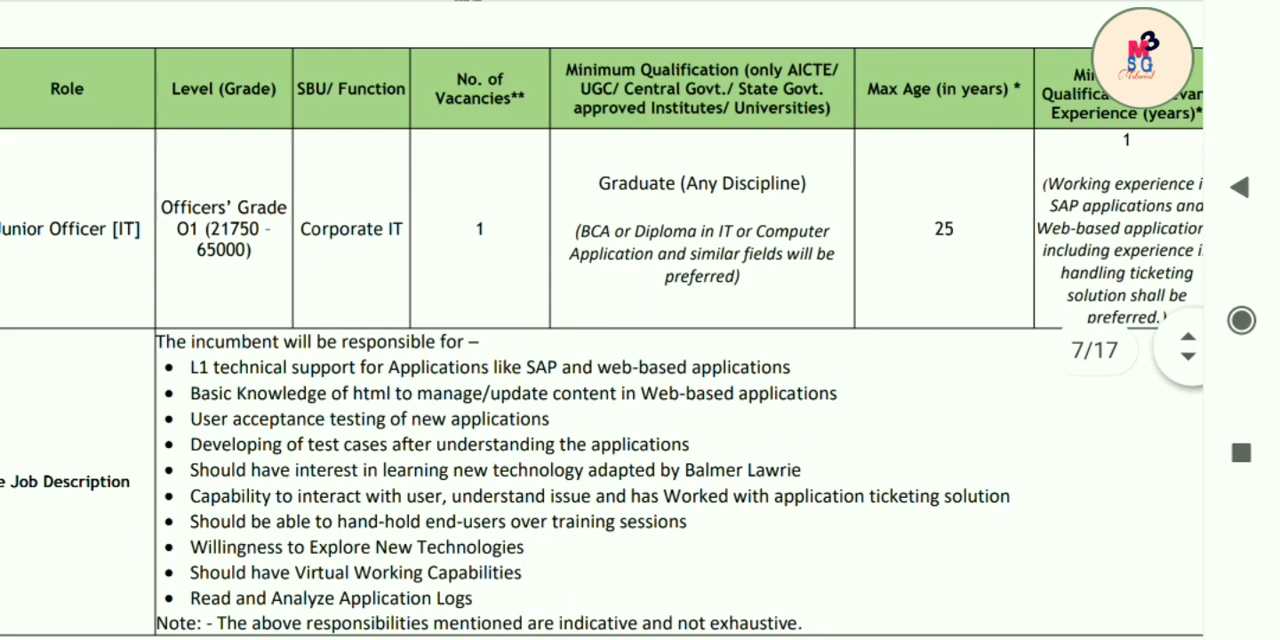 Role
Level (Grade)
SBU/ Function
No. of
Vacancies**
Minimum Qualification (only AICTE/
UGC/ Central Govt./ State Govt.
approved Institutes/ Universities)
Max Age (in years) *
Experience (years)*
unior Officer [IT]
Officers’ Grade
O1 (21750 -
65000)
Corporate IT
1
Graduate (Any Discipline)
(BCA or Diploma in IT or Computer
Application and similar fields will be
preferred)
25
1
(Working experience i
SAP applications and
Web-based application
including experience i
handling ticketing
solution shall be
preferred.)
M3
SG
7/17
e Job Description
The incumbent will be responsible for –
• L1 technical support for Applications like SAP and web-based applications
• Basic Knowledge of html to manage/update content in Web-based applications
• User acceptance testing of new applications
• Developing of test cases after understanding the applications
• Should have interest in learning new technology adapted by Balmer Lawrie
• Capability to interact with user, understand issue and has Worked with application ticketing solution
• Should be able to hand-hold end-users over training sessions
• Willingness to Explore New Technologies
• Should have Virtual Working Capabilities
• Read and Analyze Application Logs
Note: - The above responsibilities mentioned are indicative and not exhaustive.